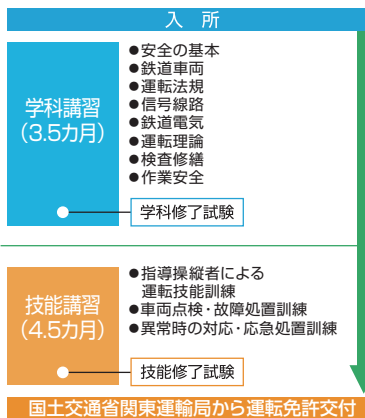 入 所
学科講習
(3.5カ月)
●安全の基本
●鉄道車両
●運転法規
●信号線路
●鉄道電気
●運転理論
●検査修繕
●作業安全
学科修了試験
技能講習
(4.5カ月)
●指導操縦者による
運転技能訓練
●車両点検・故障処置訓練
●異常時の対応・応急処置訓練
技能修了試験
国土交通省関東運輸局から運転免許交付